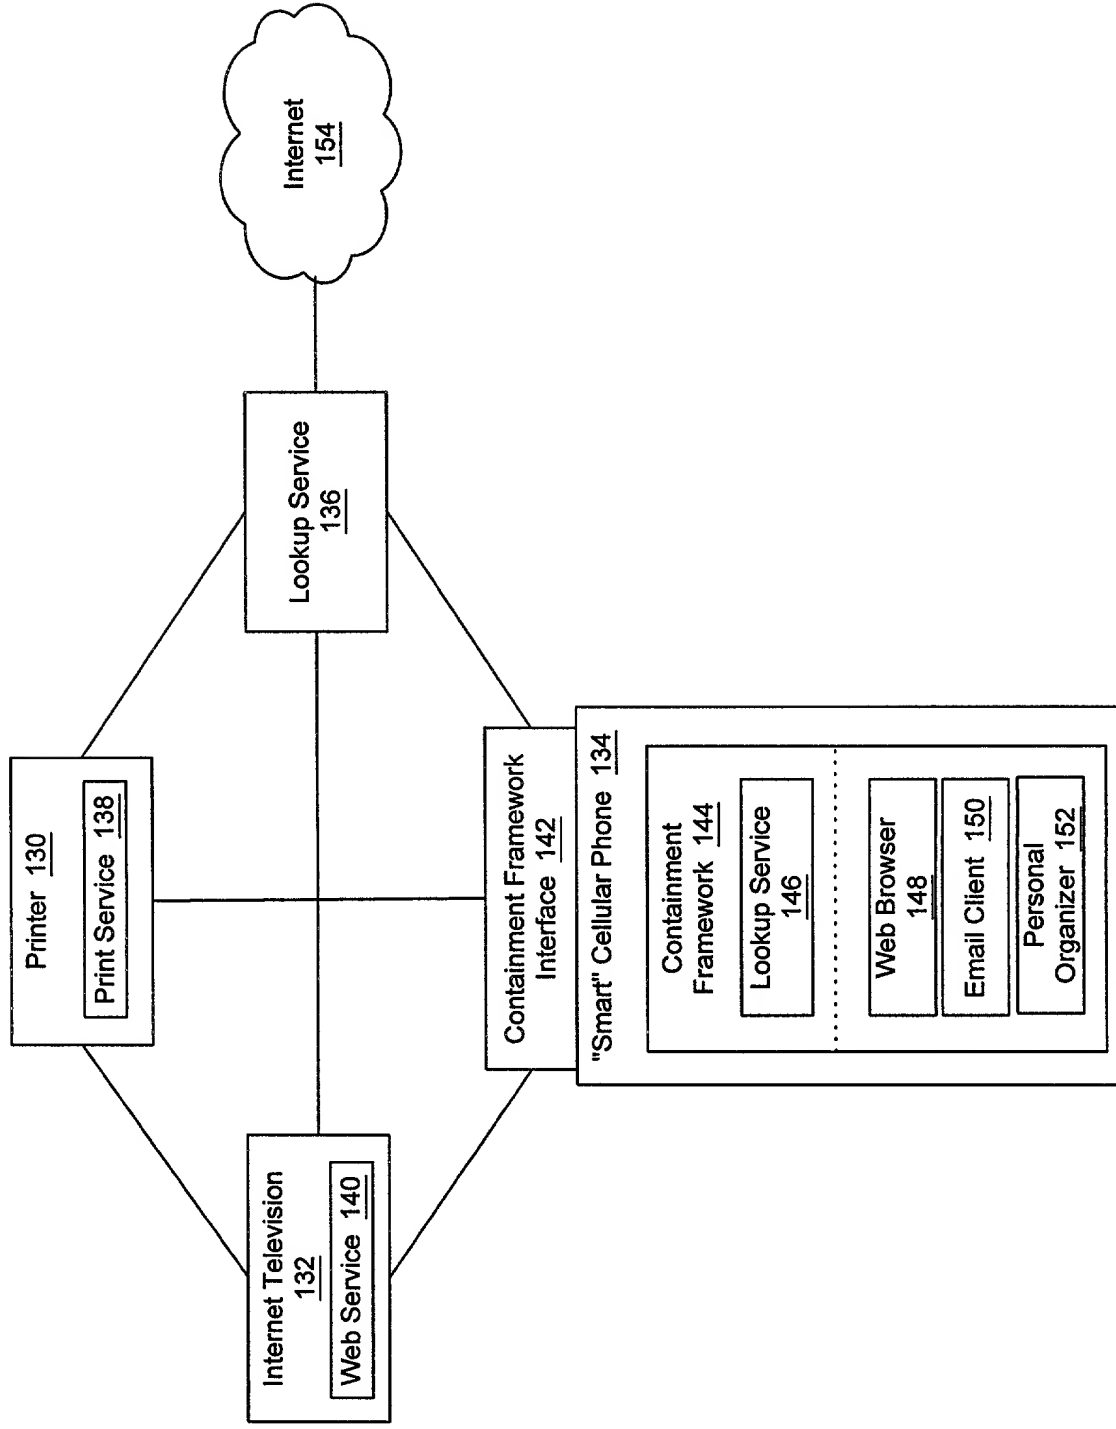 Printer 130
Print Service 138
Internet Television
132
Web Service 140
Lookup Service
136
Internet
154
Containment Framework
Interface 142
"Smart" Cellular Phone 134
Containment
Framework 144
Lookup Service
146
Web Browser
148
Email Client 150
Personal
Organizer 152